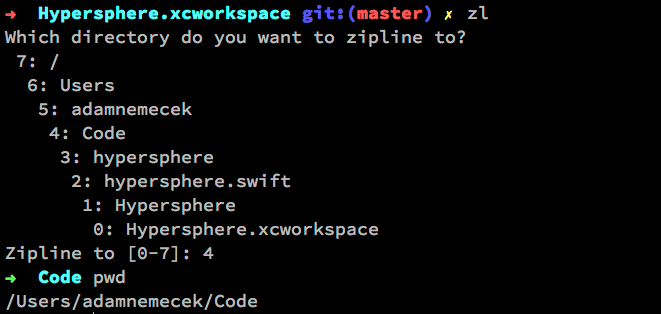 ➜  Hypersphere.xcworkspace git:(master) ✗ zl
Which directory do you want to zipline to?
 7: /
  6: Users
   5: adamnemecek
    4: Code
     3: hypersphere
      2: hypersphere.swift
       1: Hypersphere
        0: Hypersphere.xcworkspace
Zipline to [0-7]: 4
➜  Code pwd
/Users/adamnemecek/Code